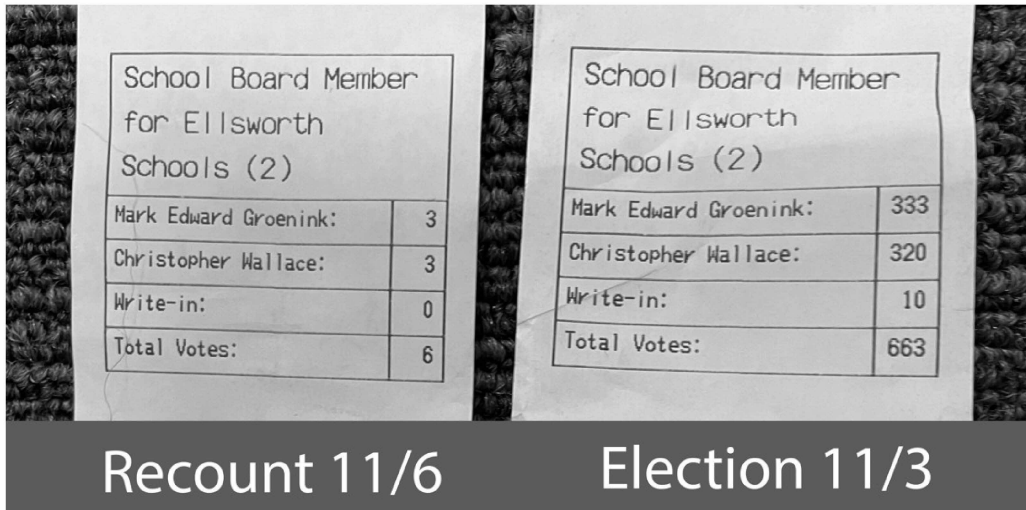 School Board Member
for Ellsworth
Schools (2)
Mark Edward Groenink: 3
Christopher Wallace: 3
Write-in: 0
Total Votes: 6
Recount 11/6
School Board Member
for Ellsworth
Schools (2)
Mark Edward Groenink: 333
Christopher Wallace: 320
Write-in: 10
Total Votes: 663
Election 11/3